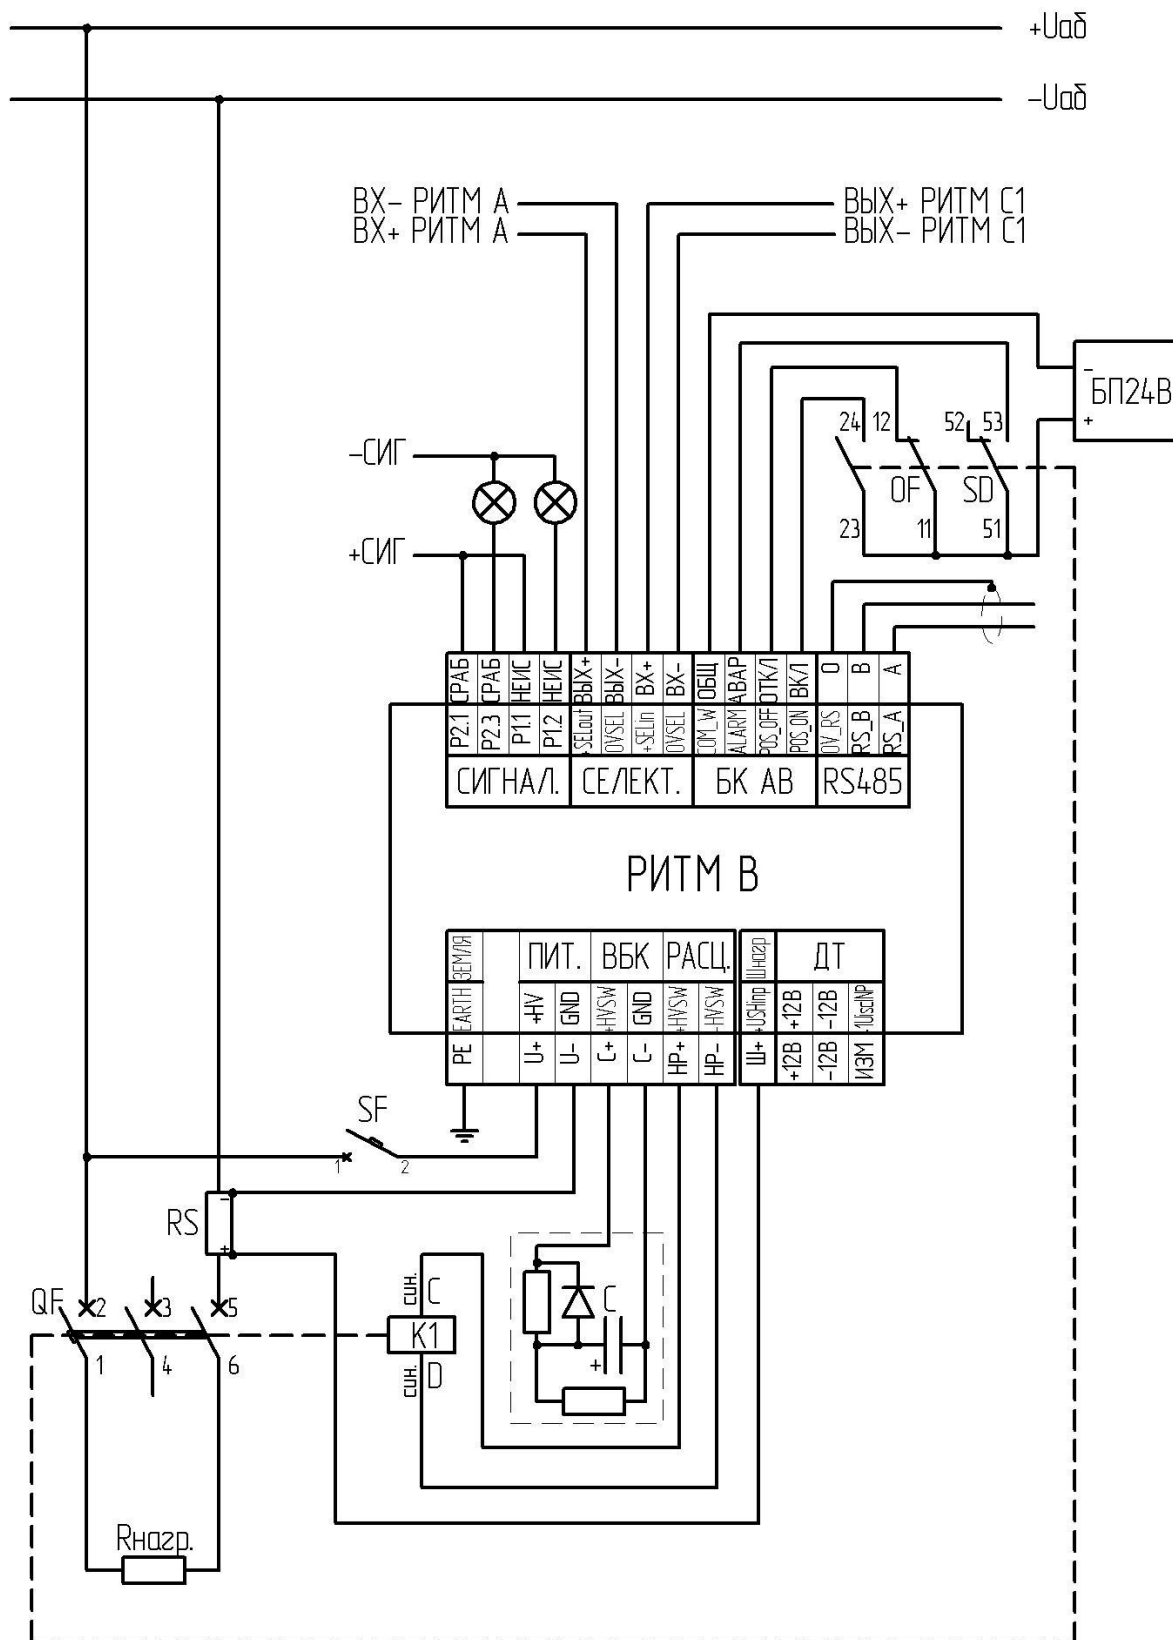 +Uаб
-Uаб
ВХ- РИТМ А
ВЫХ+ РИТМ С1
ВХ+ РИТМ А
ВЫХ- РИТМ С1
-
БП24В
+
24 12 52 53
-СИГ
OF SD
23 11 51
+СИГ
СРАБ СРАБ НЕИС НЕИС ВЫХ+ ВЫХ- ВХ+ ВХ- ОБЩ АВАР ОТКЛ ВКЛ 0 B A
P2.1 P2.3 P1.1 P1.2 +SELout 0VSEL +SELin 0VSEL COM_W ALARM POS_OFF POS_ON 0V_RS RS_B RS_A
СИГНАЛ. СЕЛЕКТ. БК АВ RS485
РИТМ В
ЗЕМЛЯ ПИТ. ВБК РАСЦ. Шнагр ДТ
EARTH +HV GND +HVSW GND +HVSW -HVSW +USHinp +12В -12В
PE U+ U- C+ C- НР+ НР- Ш+ +12В -12В ИЗМ
SF
1 2
-
RS
+
QF 2 3 5
син. C
K1
син. D
C
+
1 4 6
Rнагр.